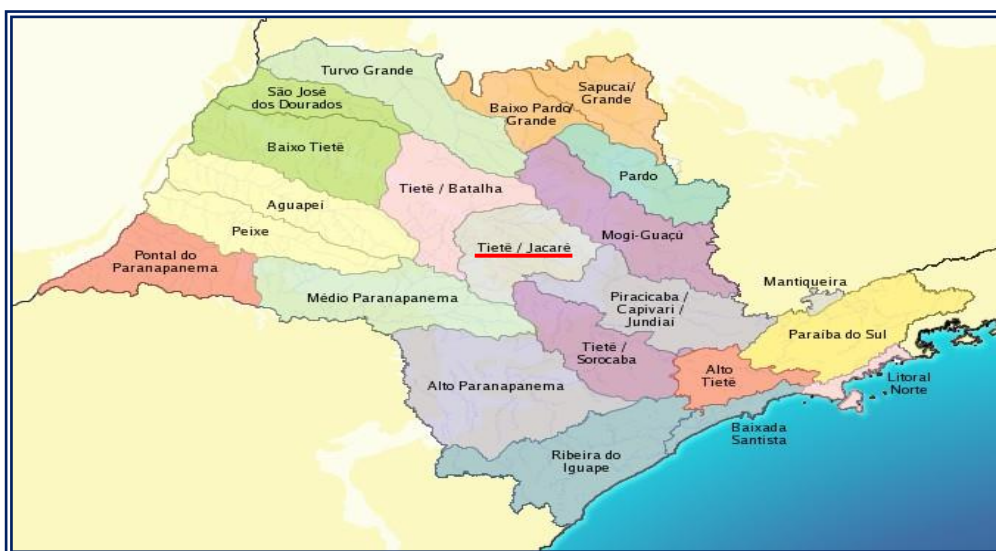 Turvo Grande
São José
dos Dourados
Sapucaí/
Grande
Baixo Pardo/
Grande
Baixo Tietê
Pardo
Tietê / Batalha
Aguapeí
Peixe
Mogi-Guaçú
Tietê / Jacaré
Pontal do
Paranapanema
Médio Paranapanema
Mantiqueira
Piracicaba /
Capivari /
Jundiaí
Paraíba do Sul
Tietê /
Sorocaba
Alto
Tietê
Alto Paranapanema
Litoral
Norte
Baixada
Santista
Ribeira do
Iguape